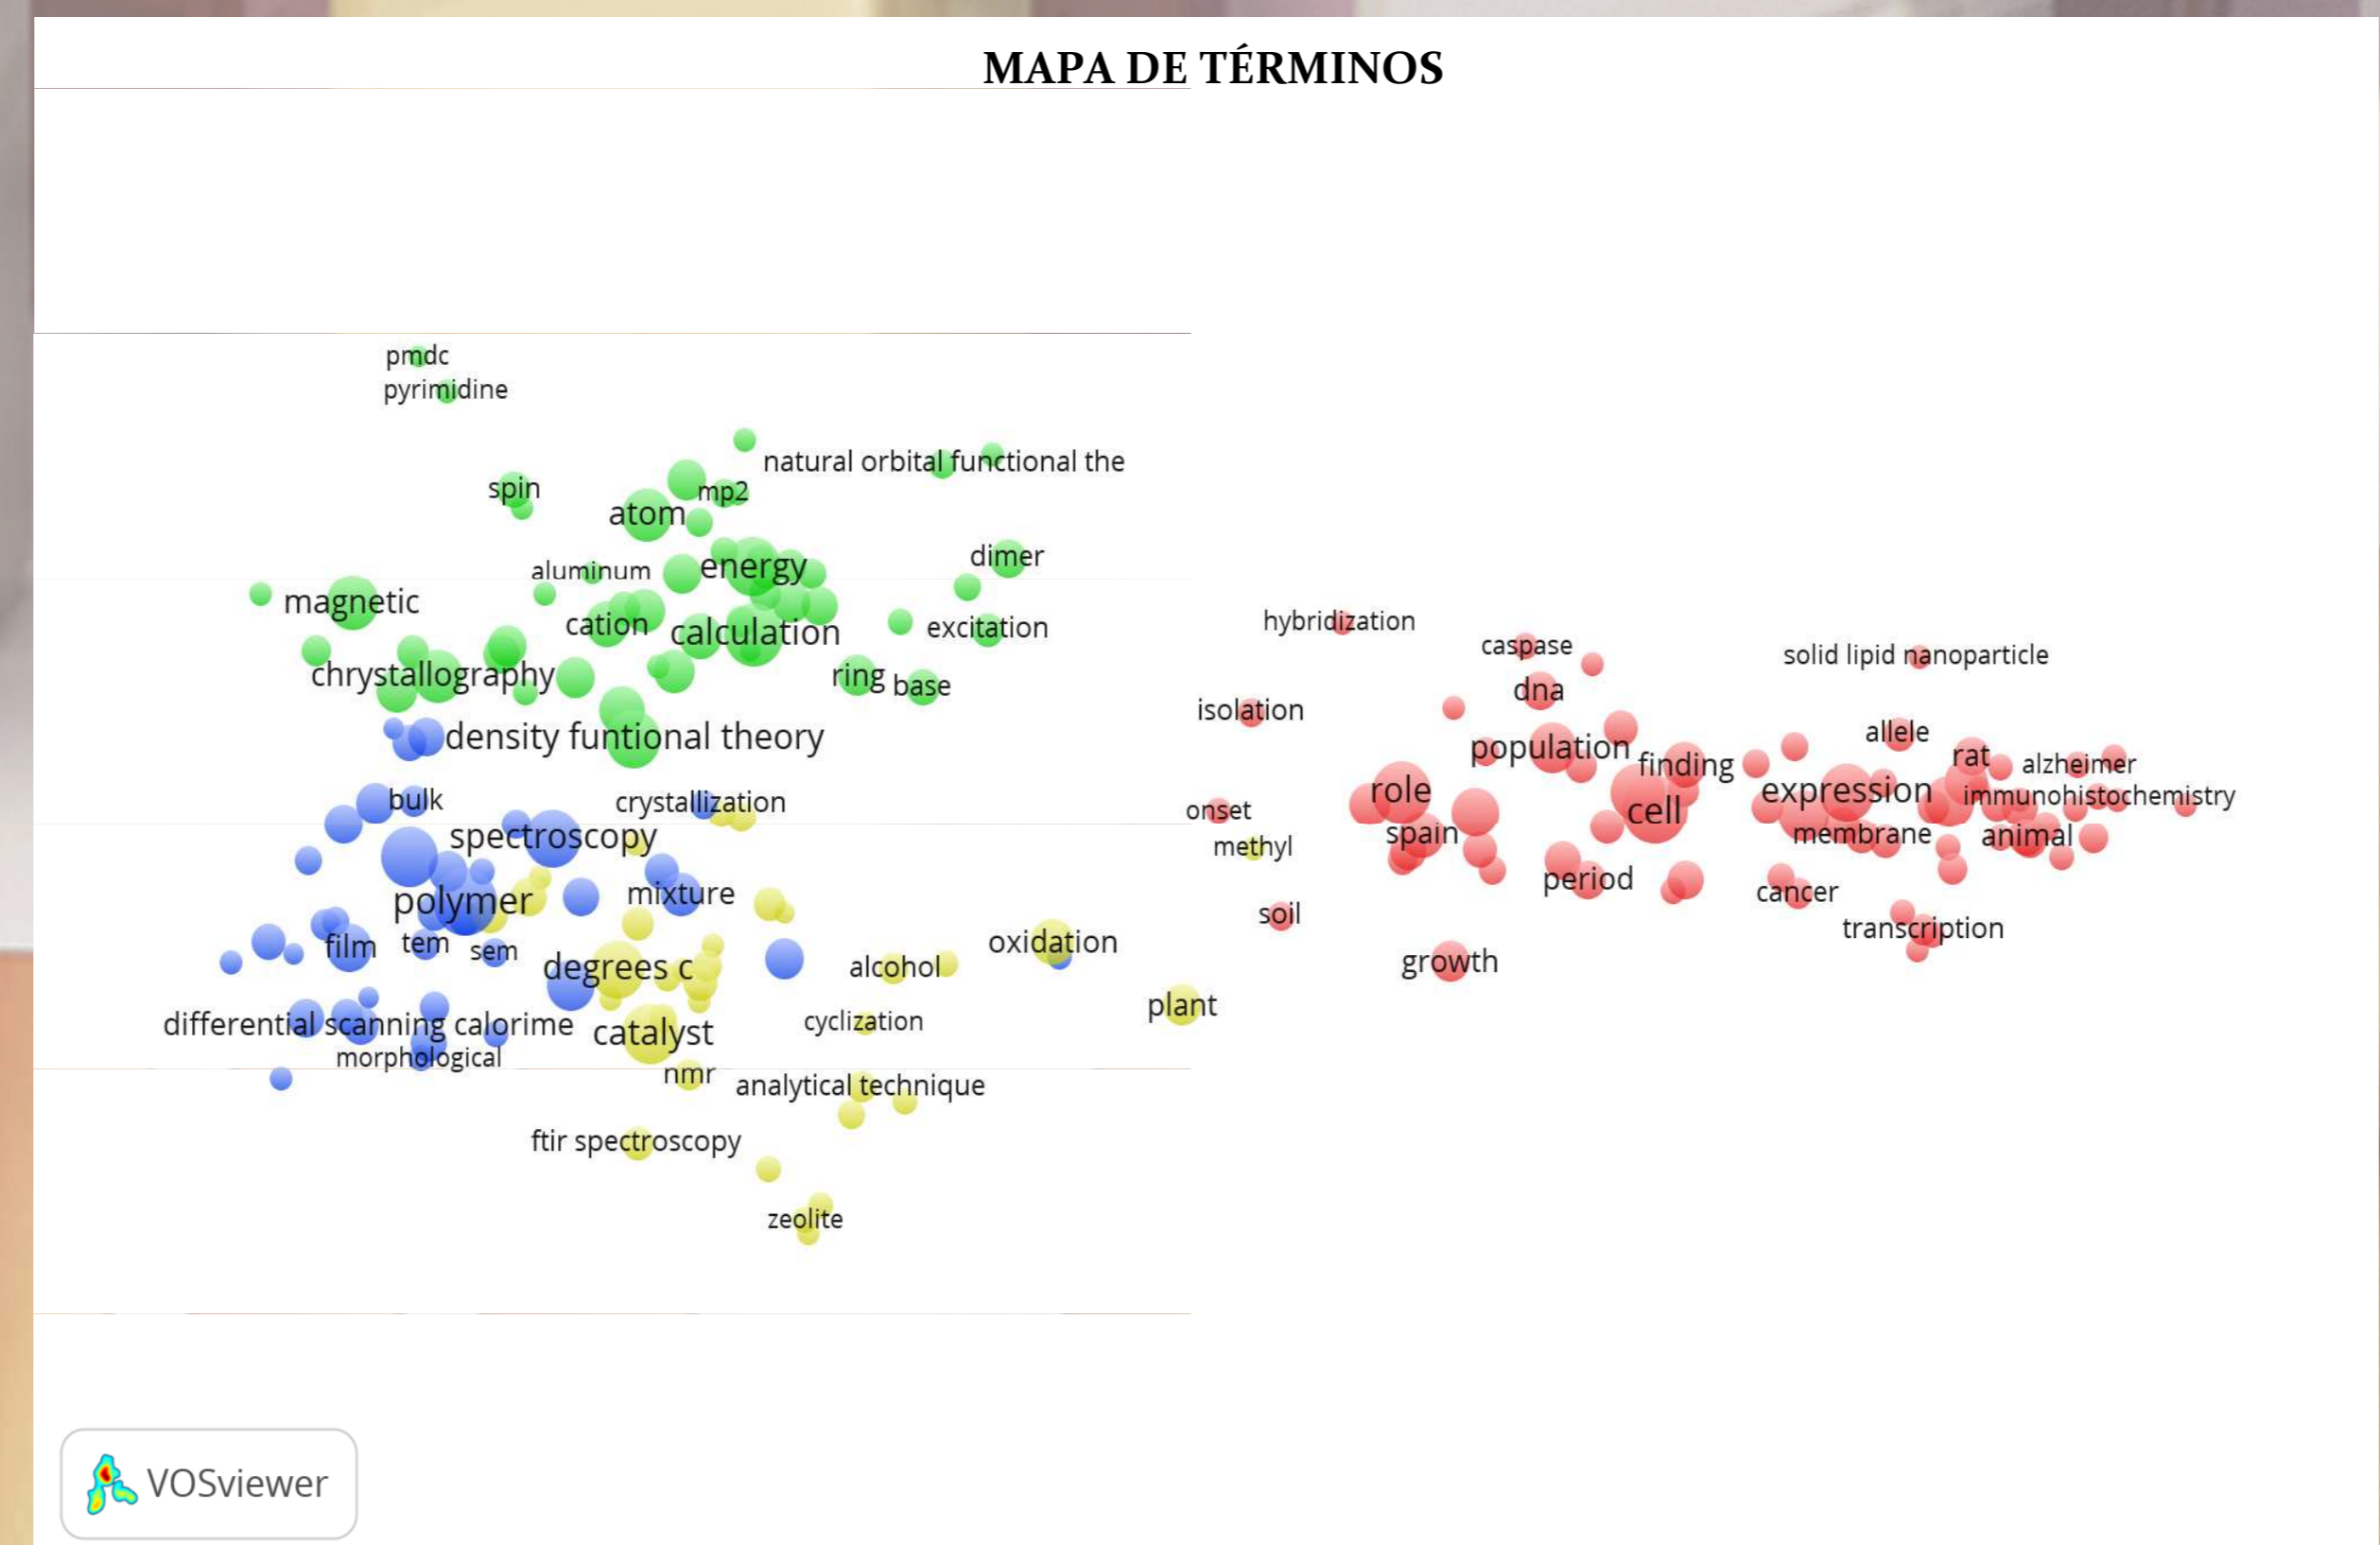 MAPA DE TÉRMINOS
pmdc
pyrimidine
natural orbital functional the
spin
mp2
atom
dimer
energy
aluminum
magnetic
cation
calculation
excitation
chrystallography
ring
base
density funtional theory
bulk
crystallization
spectroscopy
mixture
polymer
film
tem
sem
degrees c
alcohol
oxidation
differential scanning calorime
catalyst
cyclization
plant
morphological
nmr
analytical technique
ftir spectroscopy
zeolite
hybridization
caspase
solid lipid nanoparticle
dna
isolation
allele
population
finding
rat
alzheimer
role
expression
immunohistochemistry
onset
cell
spain
membrane
animal
methyl
period
cancer
soil
transcription
growth
VOSviewer